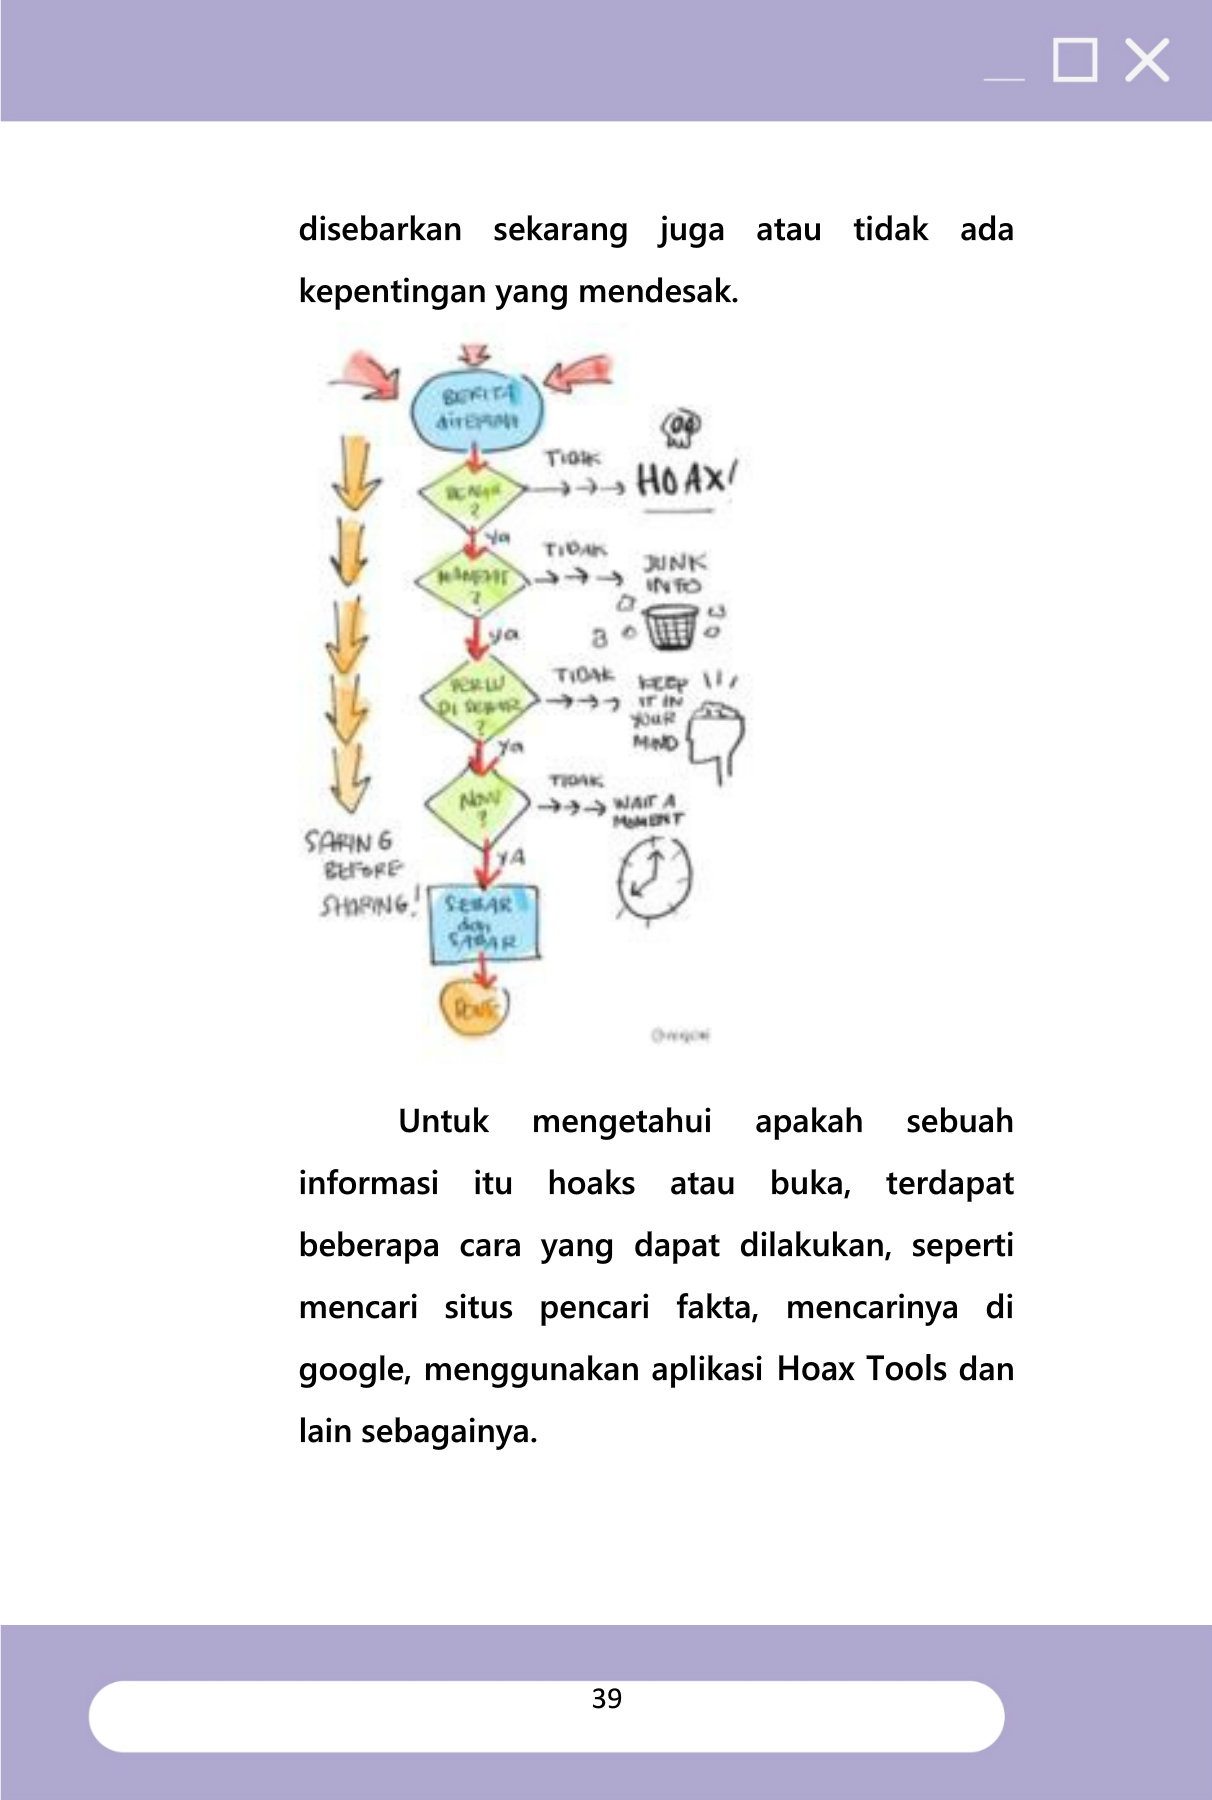 disebarkan sekarang juga atau tidak ada
kepentingan yang mendesak.
BERITA
DITERIMA
BENAR
?
TIDAK
HOAX!
ya
MANFAAT
?
TIDAK
JUNK
INTO
ya
PERLU
DI SEBAR
?
TIDAK
KEEP
IT IN
YOUR
MIND
ya
NOW
?
TIDAK
WAIT A
MOMENT
YA
SARING
BEFORE
SHARING!
SEBAR
dan
SABAR
DONE
Untuk mengetahui apakah sebuah
informasi itu hoaks atau buka, terdapat
beberapa cara yang dapat dilakukan, seperti
mencari situs pencari fakta, mencarinya di
google, menggunakan aplikasi Hoax Tools dan
lain sebagainya.
39